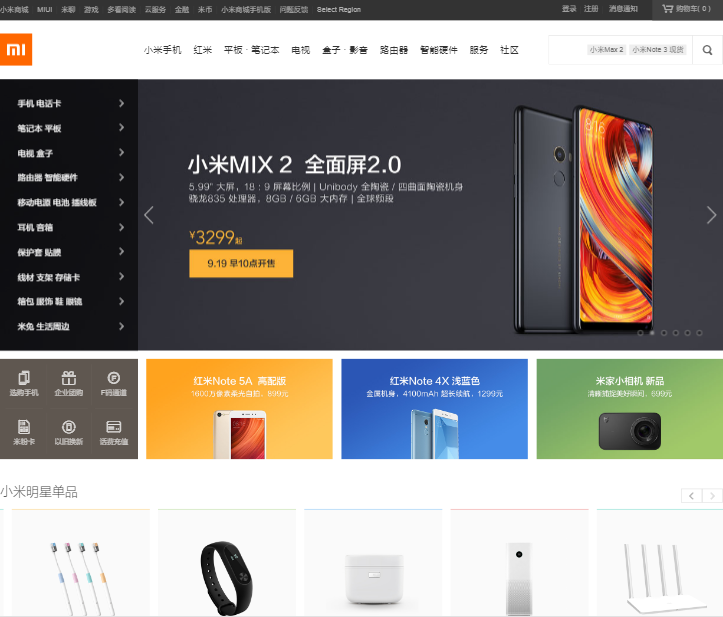 小米商城 MIUI 米聊 游戏 多看阅读 云服务 金融 米币 小米商城手机版 问题反馈 Select Region 登录 注册 消息通知 购物车( 0 )
小米手机 红米 平板 · 笔记本 电视 盒子 · 影音 路由器 智能硬件 服务 社区 小米Max 2 小米Note 3 现货
手机 电话卡
笔记本 平板
电视 盒子
路由器 智能硬件
移动电源 电池 插线板
耳机 音箱
保护套 贴膜
线材 支架 存储卡
箱包 服饰 鞋 眼镜
米兔 生活周边
小米MIX 2 全面屏2.0
5.99" 大屏，18 : 9 屏幕比例 | Unibody 全陶瓷 / 四曲面陶瓷机身
骁龙835 处理器，8GB / 6GB 大内存 | 全球频段
¥3299起
9.19 早10点开售
选购手机 企业团购 F码通道
米粉卡 以旧换新 话费充值
红米Note 5A 高配版
1600万像素柔光自拍，899元
红米Note 4X 浅蓝色
金属机身，4100mAh 超长续航，1299元
米家小相机 新品
清晰捕捉美好瞬间，699元
小米明星单品